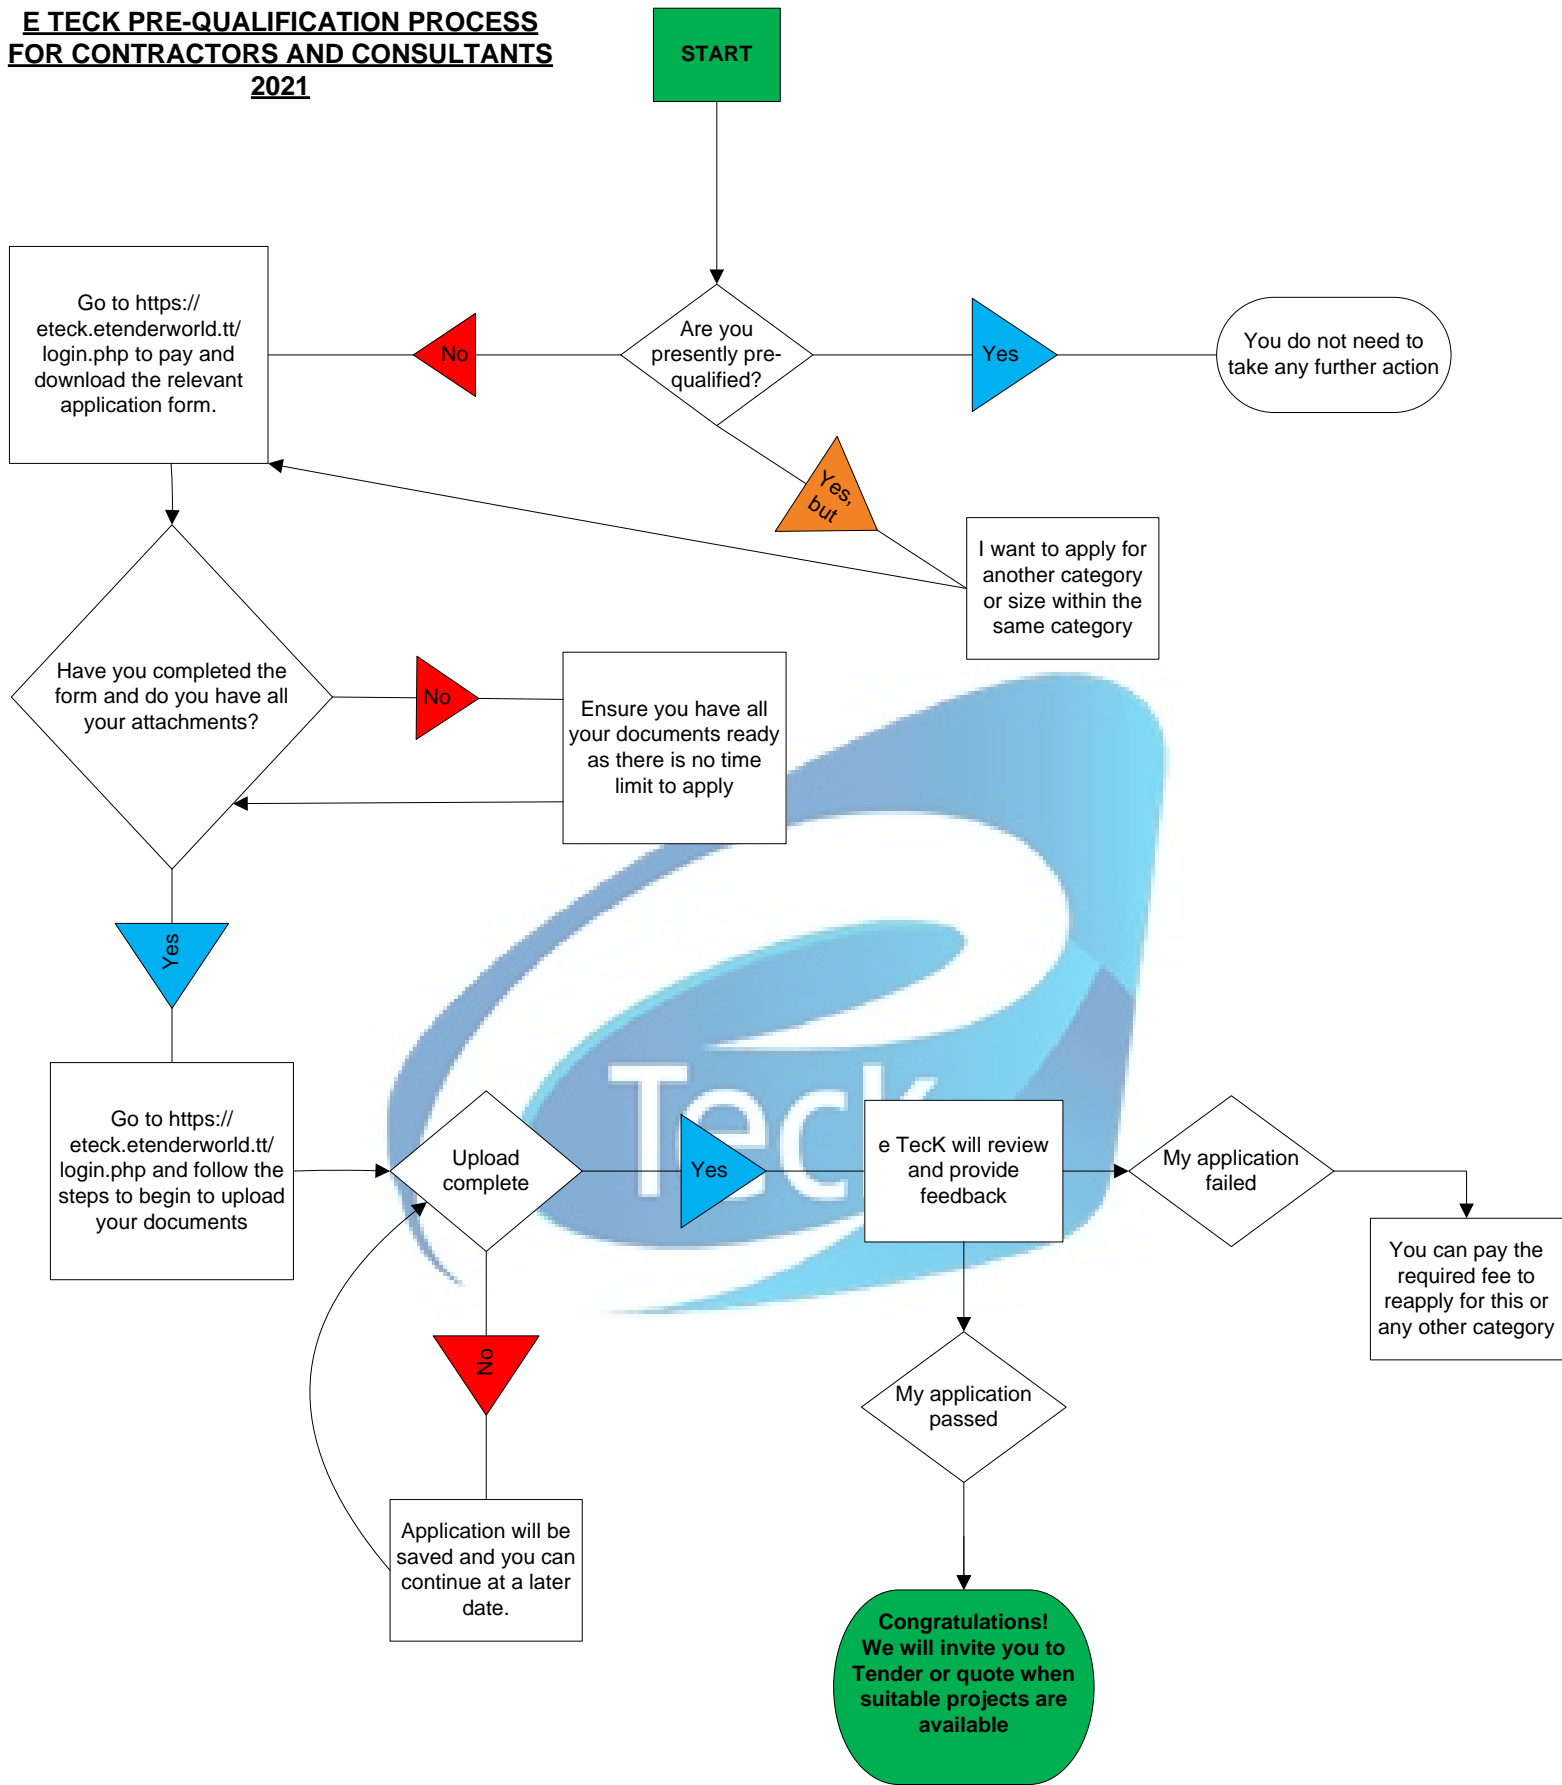 E TECK PRE-QUALIFICATION PROCESS
FOR CONTRACTORS AND CONSULTANTS
2021
START
Are you
presently pre-
qualified?
No
Yes
You do not need to
take any further action
Go to https://
eteck.etenderworld.tt/
login.php to pay and
download the relevant
application form.
Yes,
but
I want to apply for
another category
or size within the
same category
Have you completed the
form and do you have all
your attachments?
No
Ensure you have all
your documents ready
as there is no time
limit to apply
Yes
Go to https://
eteck.etenderworld.tt/
login.php and follow the
steps to begin to upload
your documents
Upload
complete
Yes
Teck
e TecK will review
and provide
feedback
My application
failed
You can pay the
required fee to
reapply for this or
any other category
No
My application
passed
Application will be
saved and you can
continue at a later
date.
Congratulations!
We will invite you to
Tender or quote when
suitable projects are
available